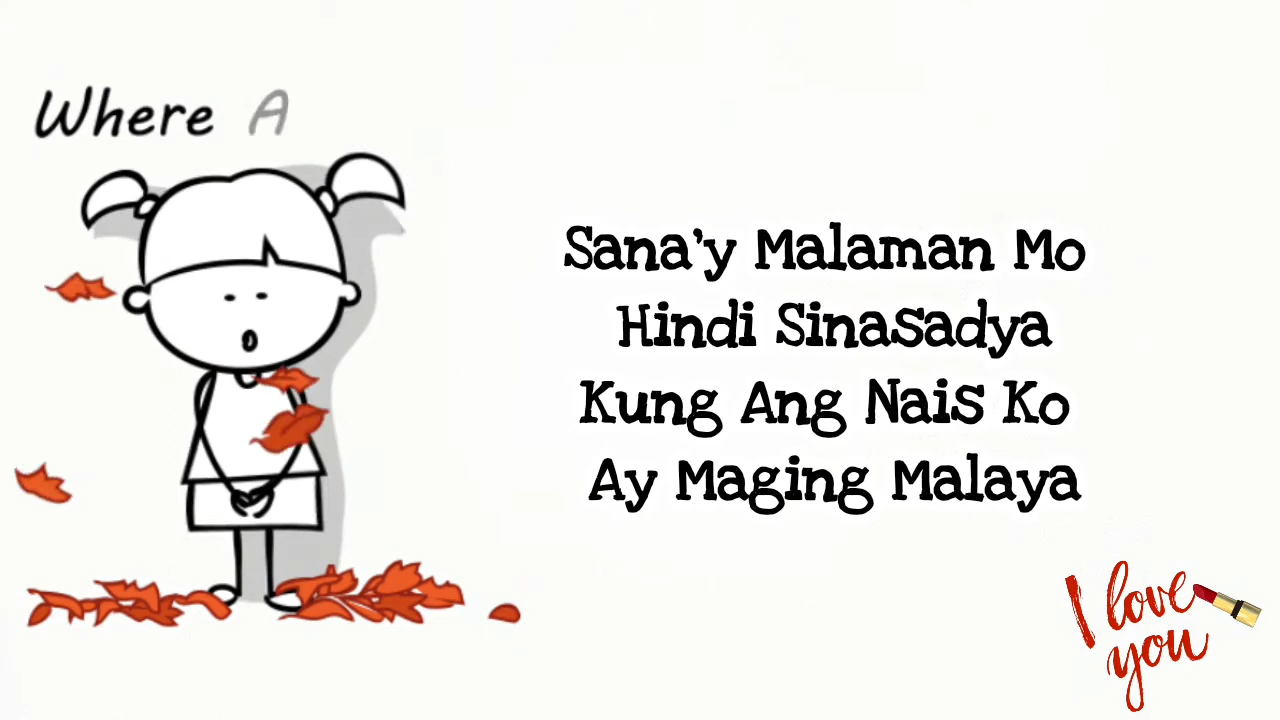 Where A
Sana'y Malaman Mo
Hindi Sinasadya
Kung Ang Nais Ko
Ay Maging Malaya
I love
you